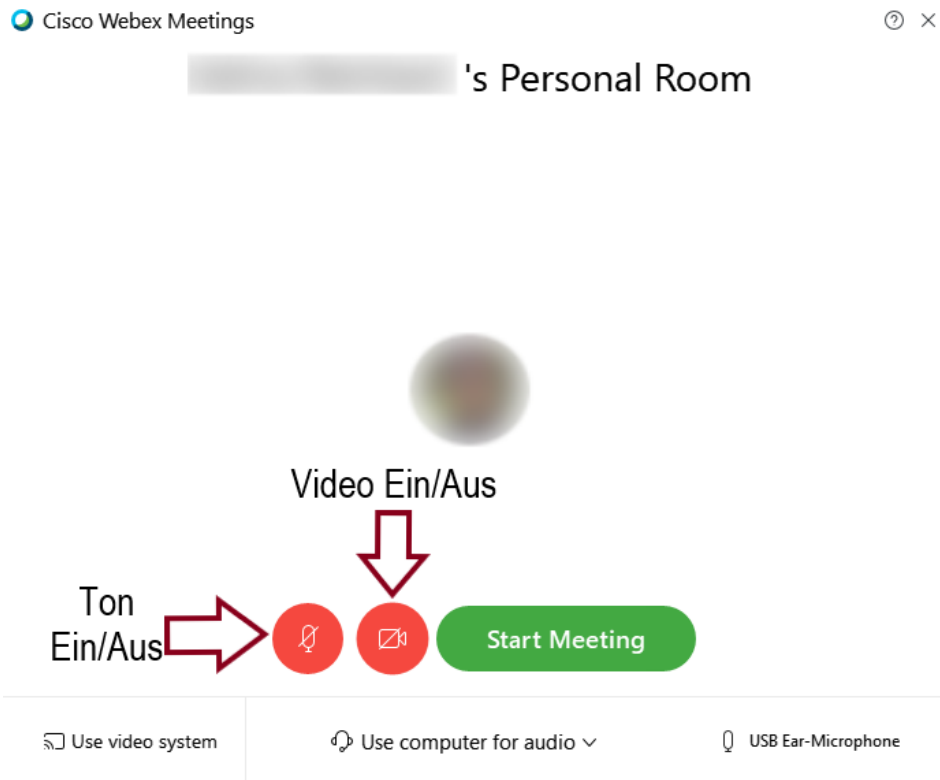 Cisco Webex Meetings
's Personal Room
Video Ein/Aus
Ton
Ein/Aus
Start Meeting
Use video system
Use computer for audio
USB Ear-Microphone